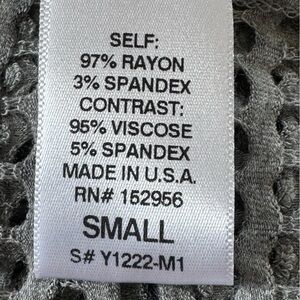 SELF:
97% RAYON
3% SPANDEX
CONTRAST:
95% VISCOSE
5% SPANDEX
MADE IN U.S.A.
RN# 152956
SMALL
S# Y1222-M1